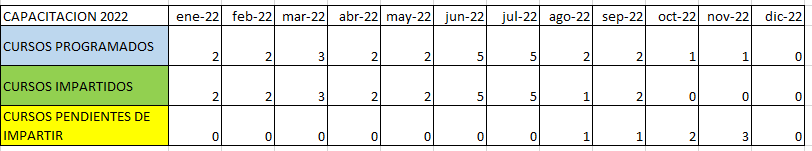 CAPACITACION 2022 ene-22 feb-22 mar-22 abr-22 may-22 jun-22 jul-22 ago-22 sep-22 oct-22 nov-22 dic-22
CURSOS PROGRAMADOS 2 2 3 2 2 5 5 2 2 1 1 0
CURSOS IMPARTIDOS 2 2 3 2 2 5 5 1 2 0 0 0
CURSOS PENDIENTES DE
IMPARTIR 0 0 0 0 0 0 0 1 1 2 3 0